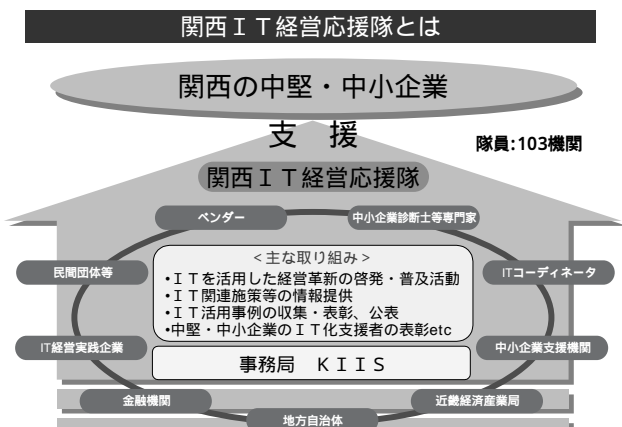 関西ＩＴ経営応援隊とは
関西の中堅・中小企業
支　援
隊員:103機関
関西ＩＴ経営応援隊
ベンダー
中小企業診断士等専門家
民間団体等
ITコーディネータ
＜主な取り組み＞
•ＩＴを活用した経営革新の啓発・普及活動
•ＩＴ関連施策等の情報提供
•ＩＴ活用事例の収集・表彰、公表
•中堅・中小企業のＩＴ化支援者の表彰etc
IT経営実践企業
中小企業支援機関
事務局　ＫＩＩＳ
金融機関
近畿経済産業局
地方自治体